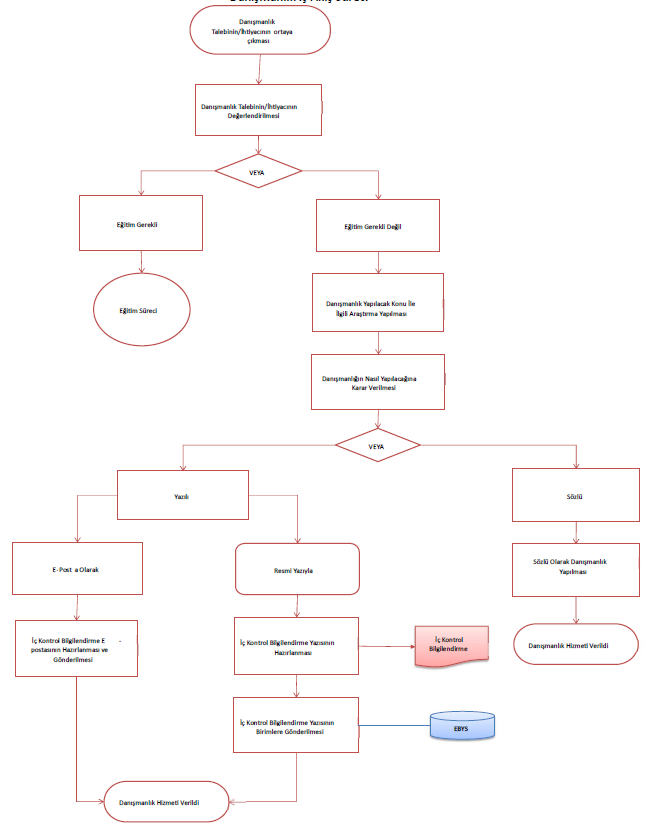 Danışmanlık
Talebinin/İhtiyacının ortaya
çıkması
Danışmanlık Talebinin/İhtiyacının
Değerlendirilmesi
VEYA
Eğitim Gerekli
Eğitim Gerekli Değil
Eğitim Süreci
Danışmanlık Yapılacak Konu İle
İlgili Araştırma Yapılması
Danışmanlığın Nasıl Yapılacağına
Karar Verilmesi
VEYA
Yazılı
Sözlü
E-Post a Olarak
Resmi Yazıyla
Sözlü Olarak Danışmanlık
Yapılması
İç Kontrol Bilgilendirme E -
postasının Hazırlanması ve
Gönderilmesi
İç Kontrol Bilgilendirme Yazısının
Hazırlanması
İç Kontrol
Bilgilendirme
Danışmanlık Hizmeti Verildi
İç Kontrol Bilgilendirme Yazısının
Birimlere Gönderilmesi
EBYS
Danışmanlık Hizmeti Verildi